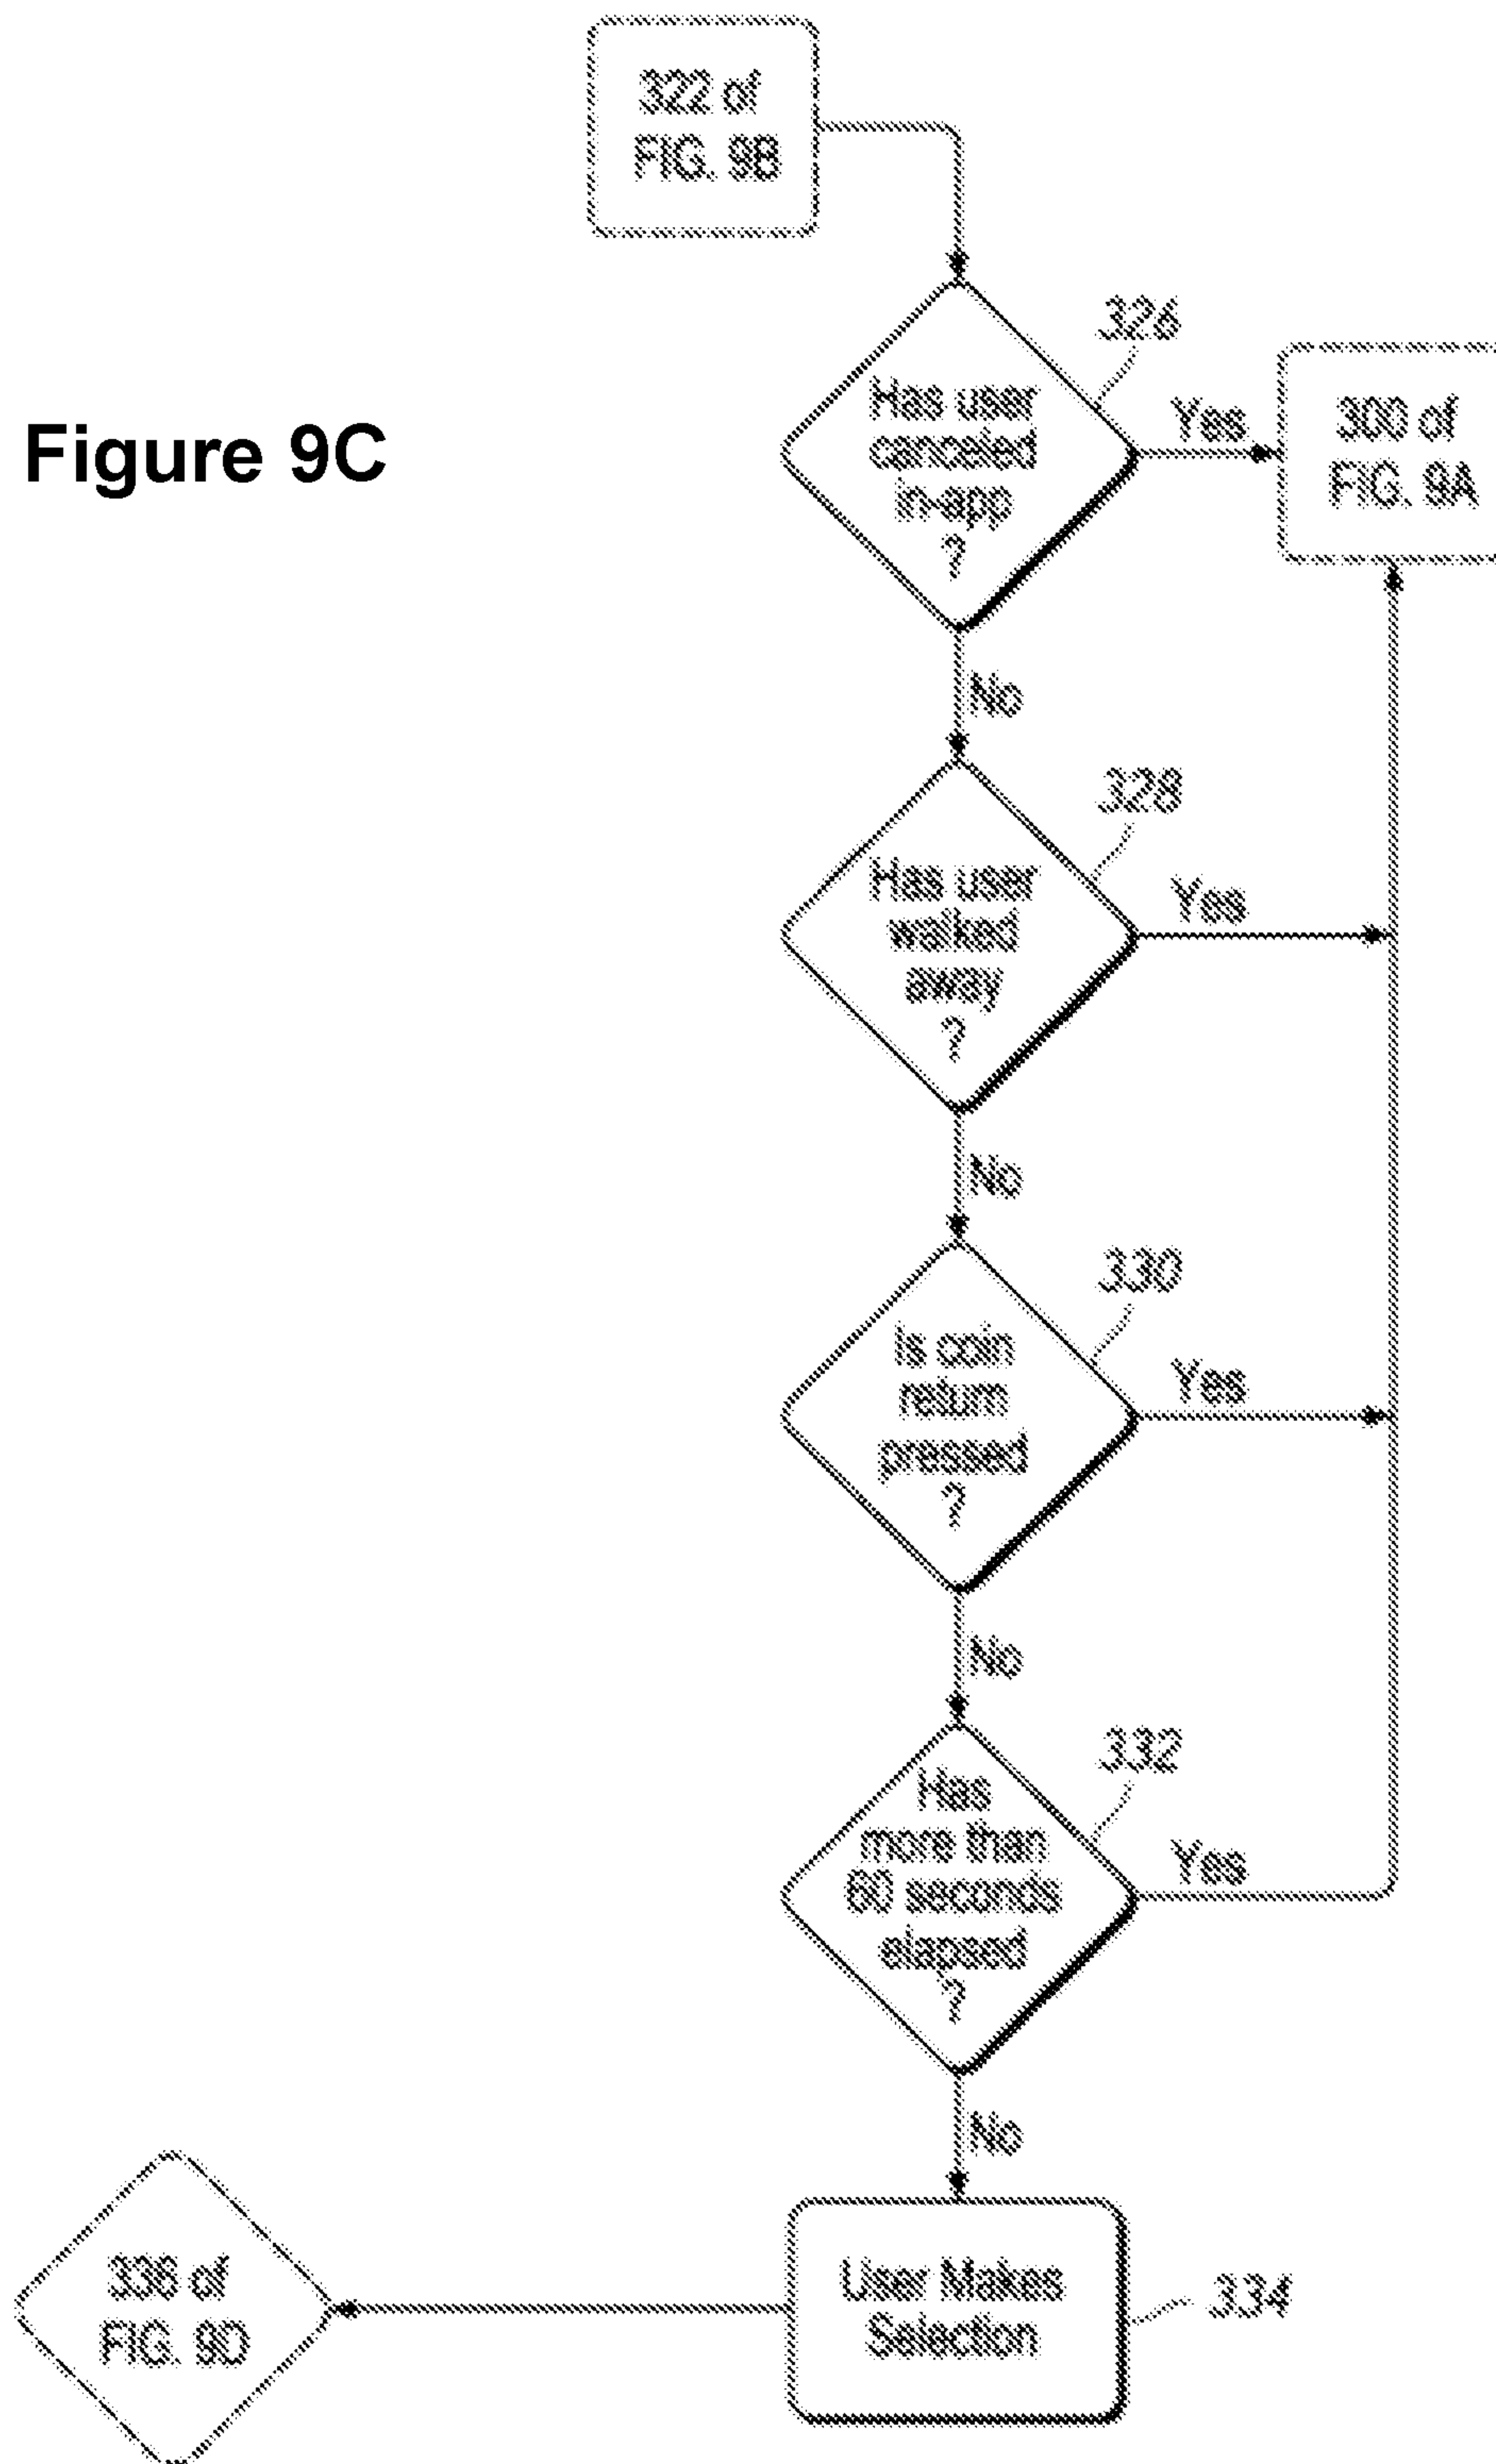 322 of
FIG. 9B
326
Has user
canceled
in-app
?
Yes
300 of
FIG. 9A
Figure 9C
No
328
Has user
walked
away
?
Yes
No
330
Is coin
return
pressed
?
Yes
No
332
Has
more than
60 seconds
elapsed
?
Yes
No
336 of
FIG. 9D
User Makes
Selection
334